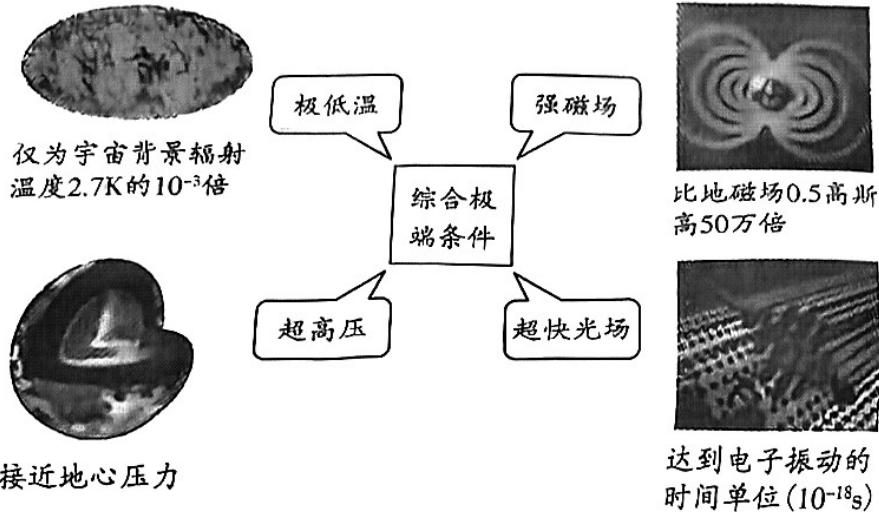 极低温
强磁场
仅为宇宙背景辐射
温度2.7K的10⁻³倍
综合极
端条件
比地磁场0.5高斯
高50万倍
超高压
超快光场
接近地心压力
达到电子振动的
时间单位(10⁻¹⁸s)